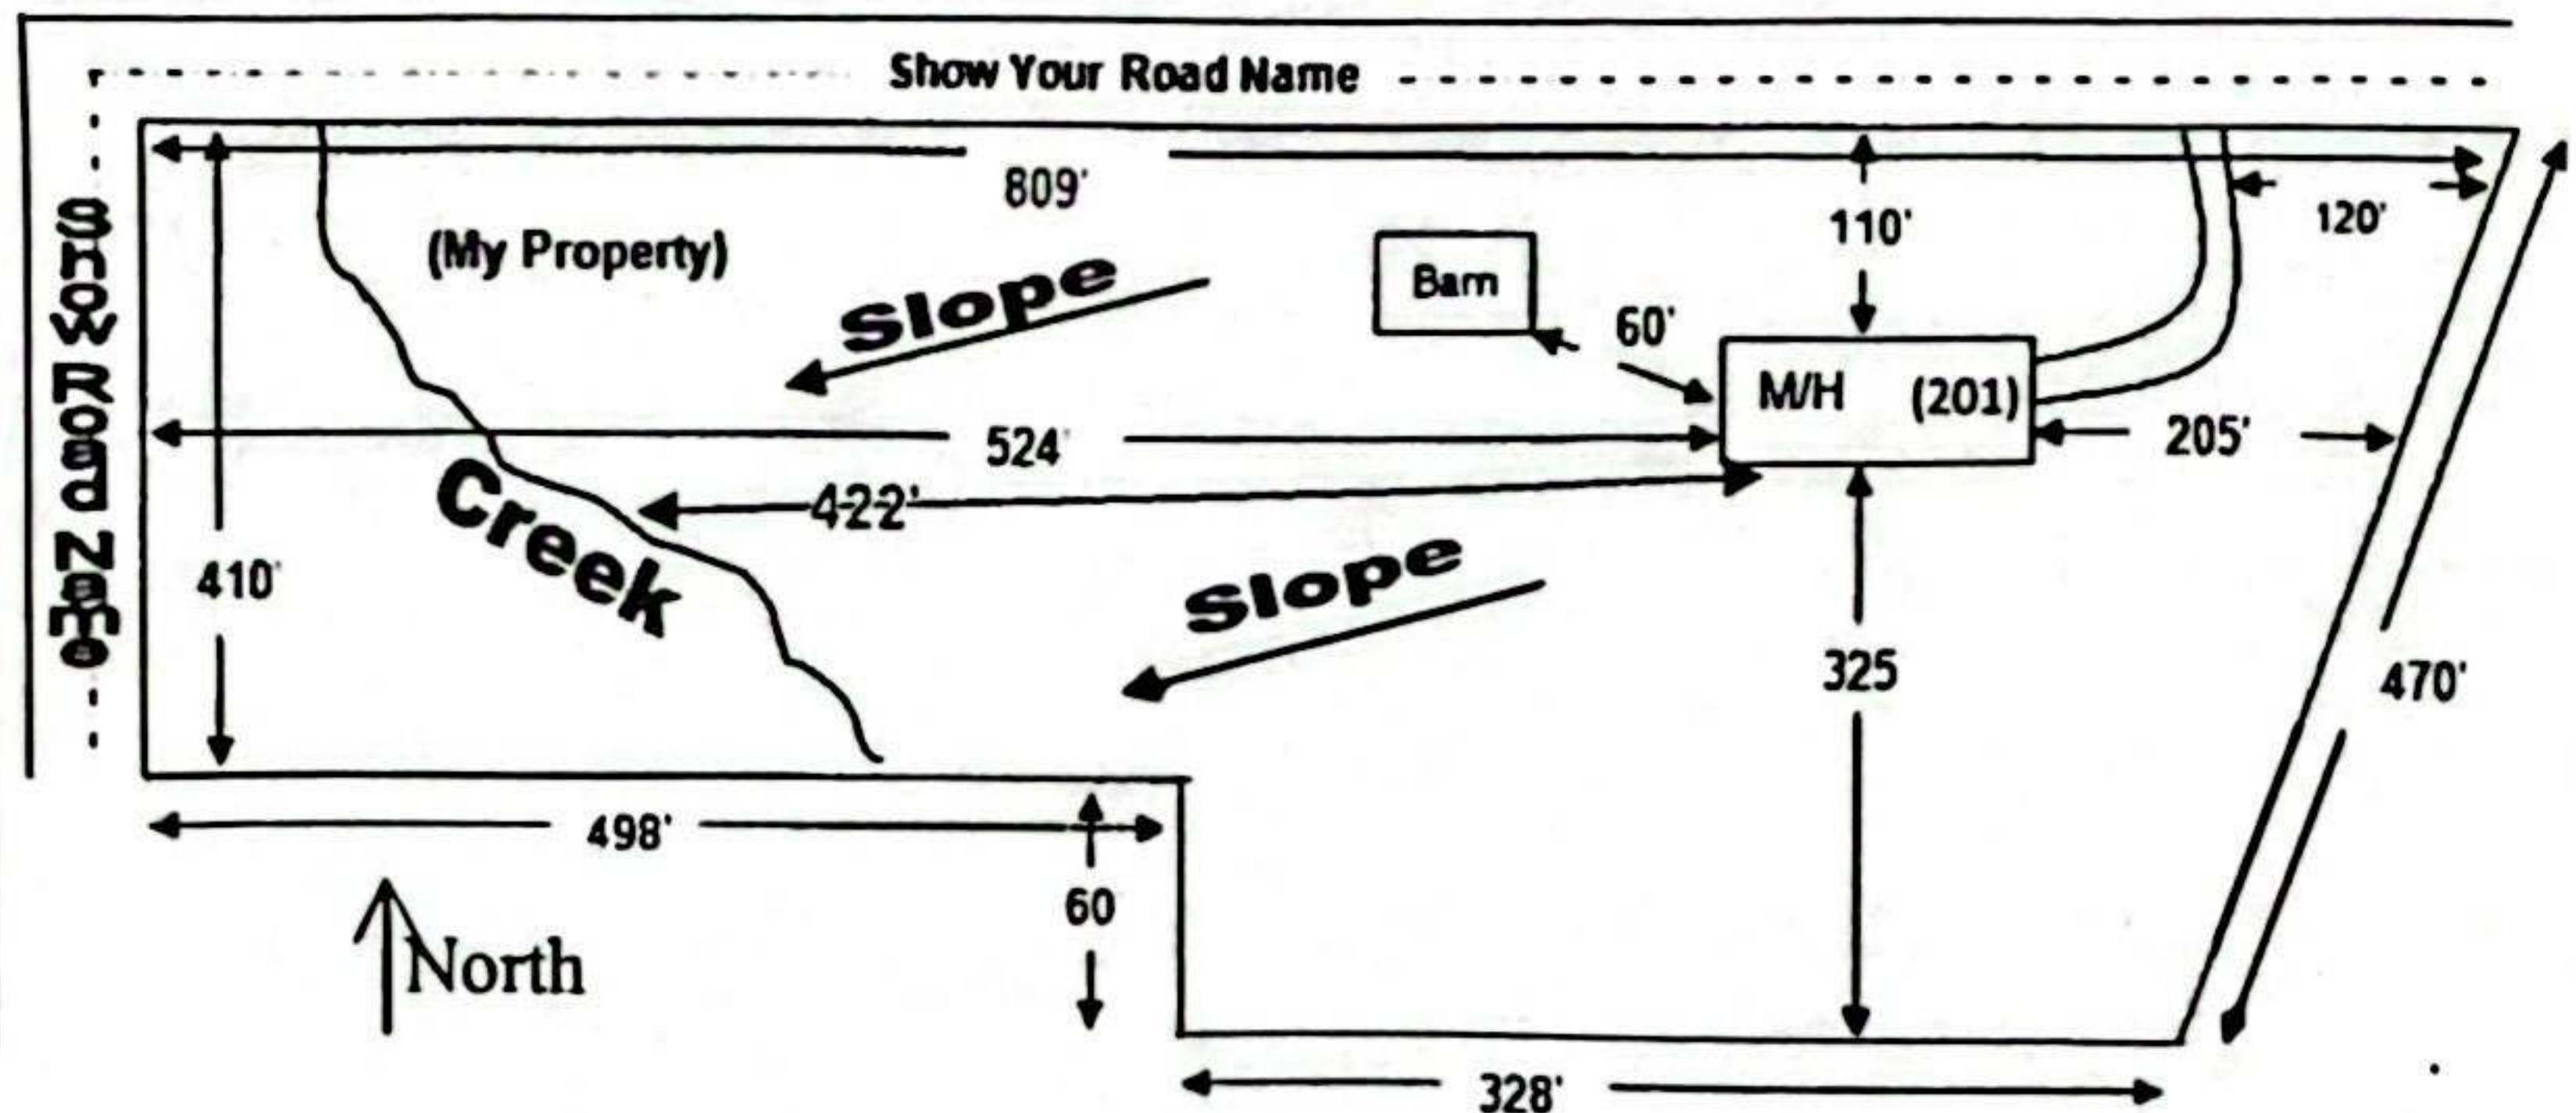 Show Your Road Name
Show Road Name
809'
110'
120'
(My Property)
Slope
Barn
60'
M/H (201)
524'
205'
422'
Creek
Slope
410'
325
470'
498'
60
North
328'